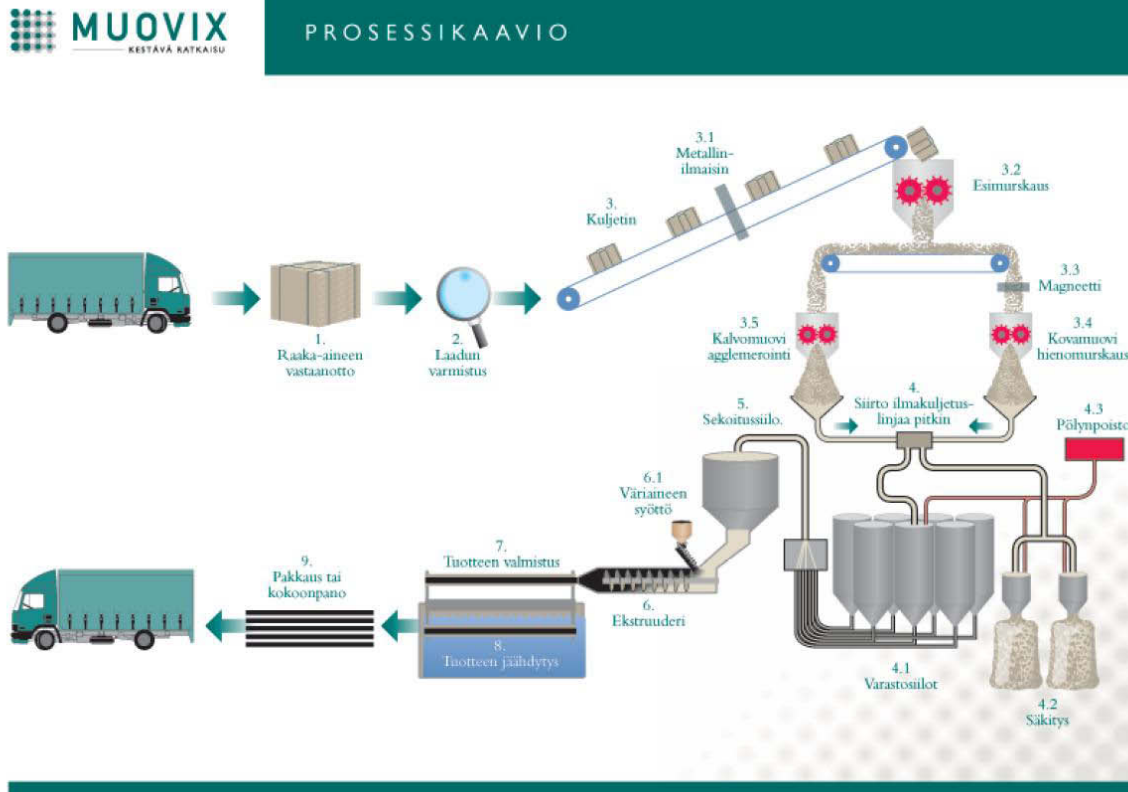 MUOVIX
KESTÄVÄ RATKAISU
PROSESSIKAAVIO
3.1
Metallin-
ilmaisin
3.2
Esimurskaus
3.
Kuljetin
3.3
Magneetti
1.
Raaka-aineen
vastaanotto
2.
Laadun
varmistus
3.5
Kalvomuovi
agglemerointi
3.4
Kovamuovi
hienomurskaus
4.
Siirto ilmakuljetus-
linjaa pitkin
4.3
Pölynpoisto
5.
Sekoitussiilo.
6.1
Väriaineen
syöttö
7.
Tuotteen valmistus
9.
Pakkaus tai
kokoonpano
6.
Ekstruuderi
8.
Tuotteen jäähdytys
4.1
Varastosiilot
4.2
Säkitys